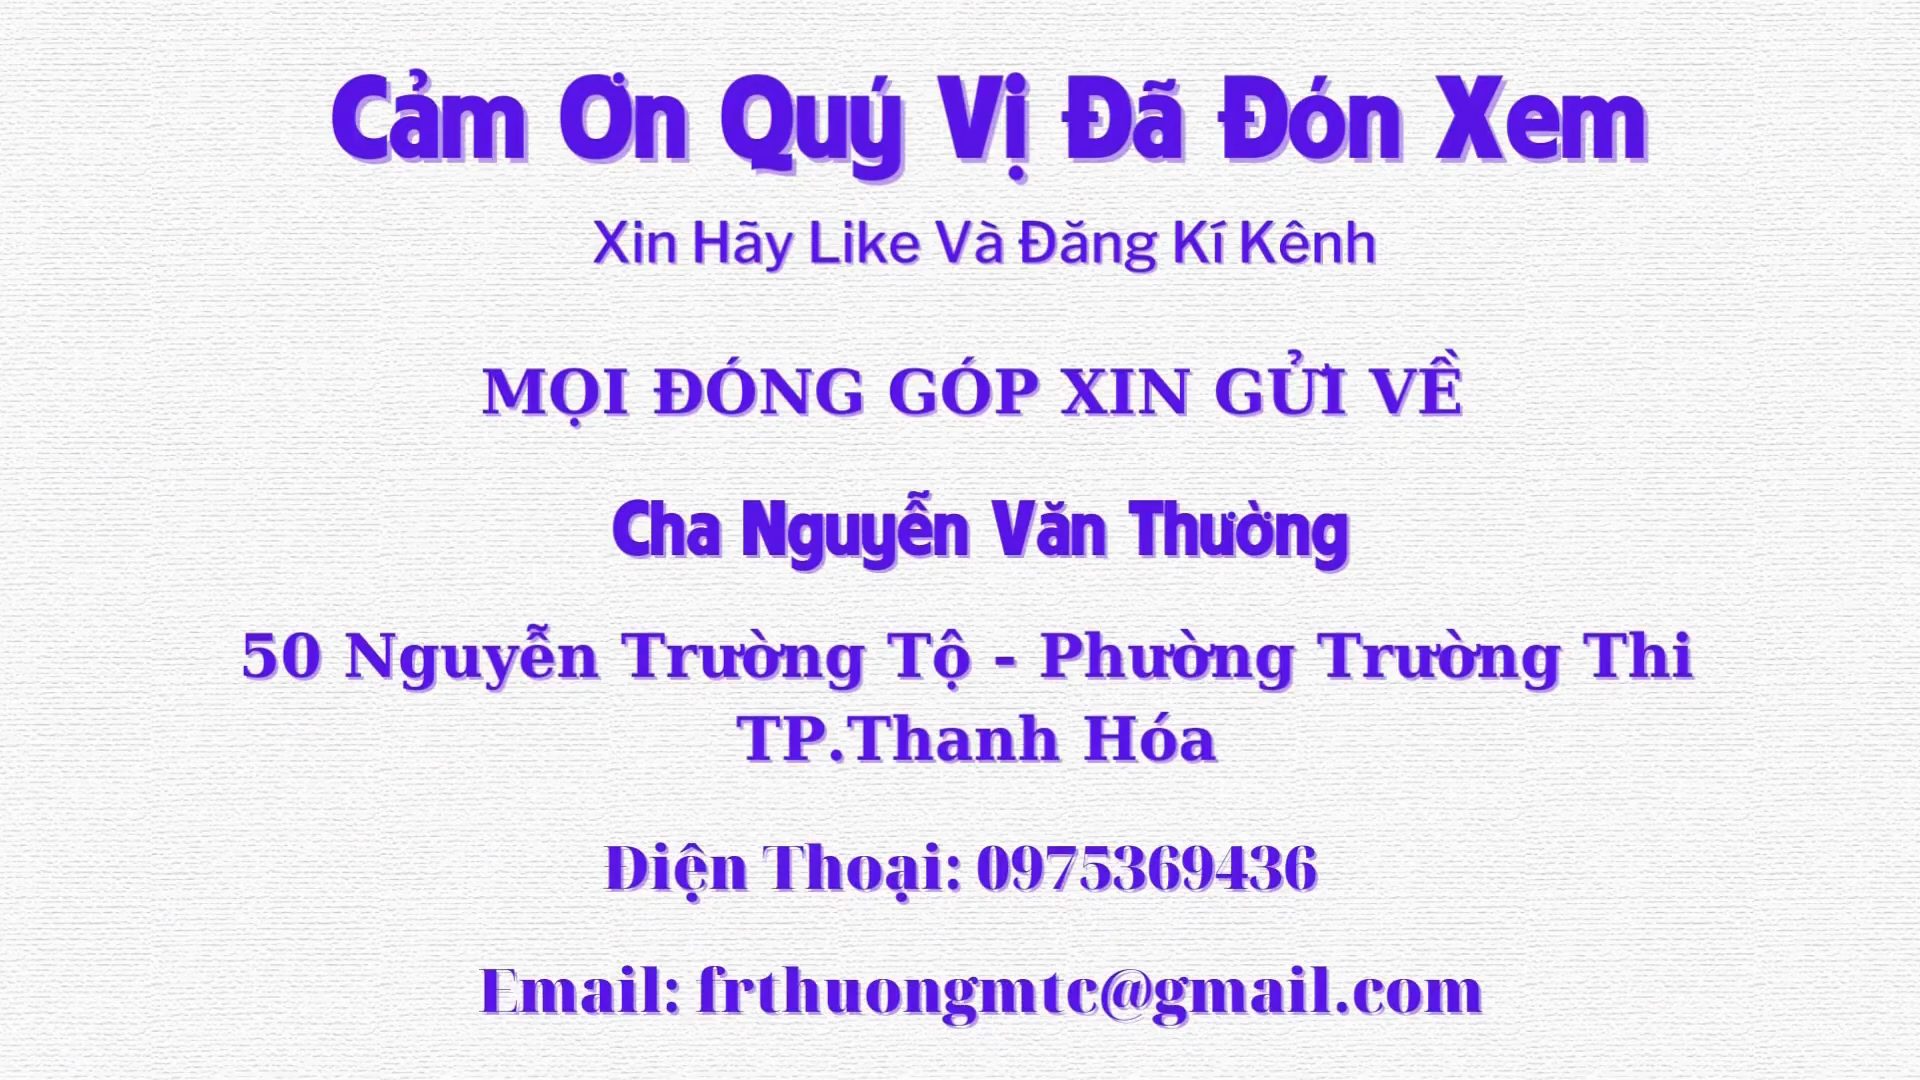 Cảm Ơn Quý Vị Đã Đón Xem
Xin Hãy Like Và Đăng Kí Kênh
MỌI ĐÓNG GÓP XIN GỬI VỀ
Cha Nguyễn Văn Thường
50 Nguyễn Trường Tộ - Phường Trường Thi
TP.Thanh Hóa
Điện Thoại: 0975369436
Email: frthuongmtc@gmail.com